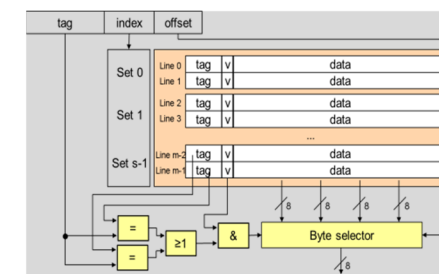 tag index offset
Set 0
Line 0 tag v data
Line 1 tag v data
Set 1
Line 2 tag v data
Line 3 tag v data
...
Set s-1
Line m-2 tag v data
Line m-1 tag v data
8 8 8 8
=
≥1
&
Byte selector
=
8